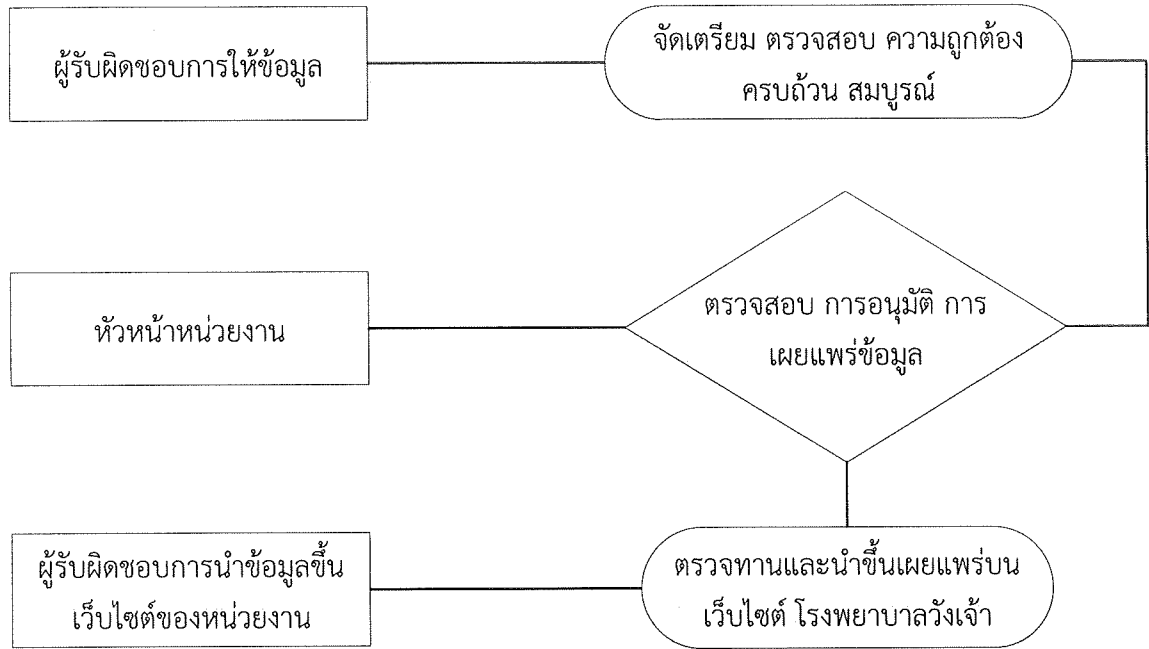 ผู้รับผิดชอบการให้ข้อมูล
จัดเตรียม ตรวจสอบ ความถูกต้อง
ครบถ้วน สมบูรณ์
หัวหน้าหน่วยงาน
ตรวจสอบ การอนุมัติ การ
เผยแพร่ข้อมูล
ผู้รับผิดชอบการนำข้อมูลขึ้น
เว็บไซต์ของหน่วยงาน
ตรวจทานและนำขึ้นเผยแพร่บน
เว็บไซต์ โรงพยาบาลวังเจ้า